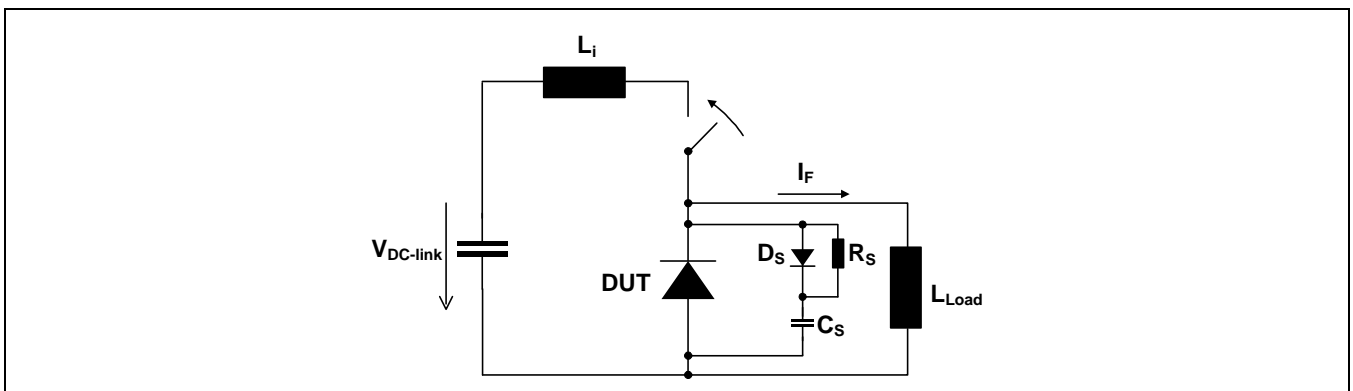 Li
IF
VDC-link
DS
RS
DUT
LLoad
CS